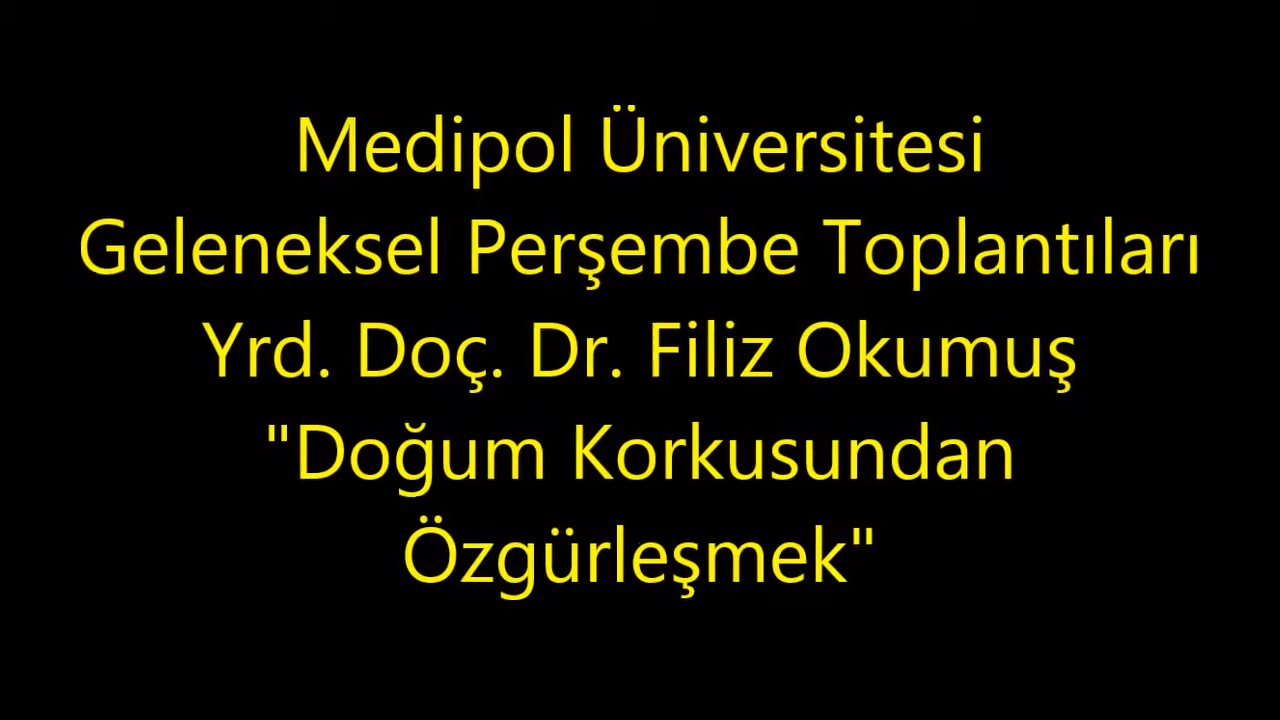 Medipol Üniversitesi
Geleneksel Perşembe Toplantıları
Yrd. Doç. Dr. Filiz Okumuş
"Doğum Korkusundan
Özgürleşmek"